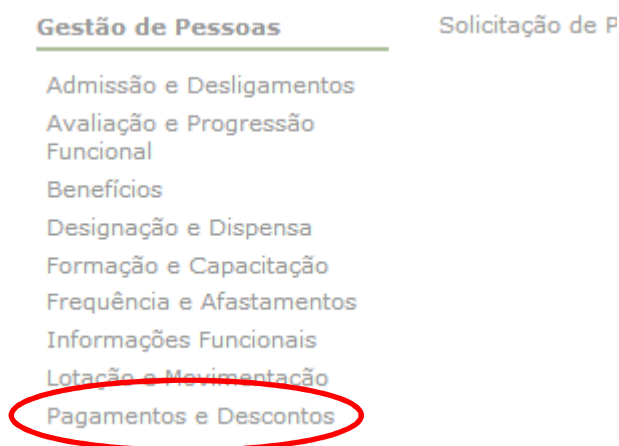 Gestão de Pessoas
Solicitação de P
Admissão e Desligamentos
Avaliação e Progressão
Funcional
Benefícios
Designação e Dispensa
Formação e Capacitação
Frequência e Afastamentos
Informações Funcionais
Lotação e Movimentação
Pagamentos e Descontos